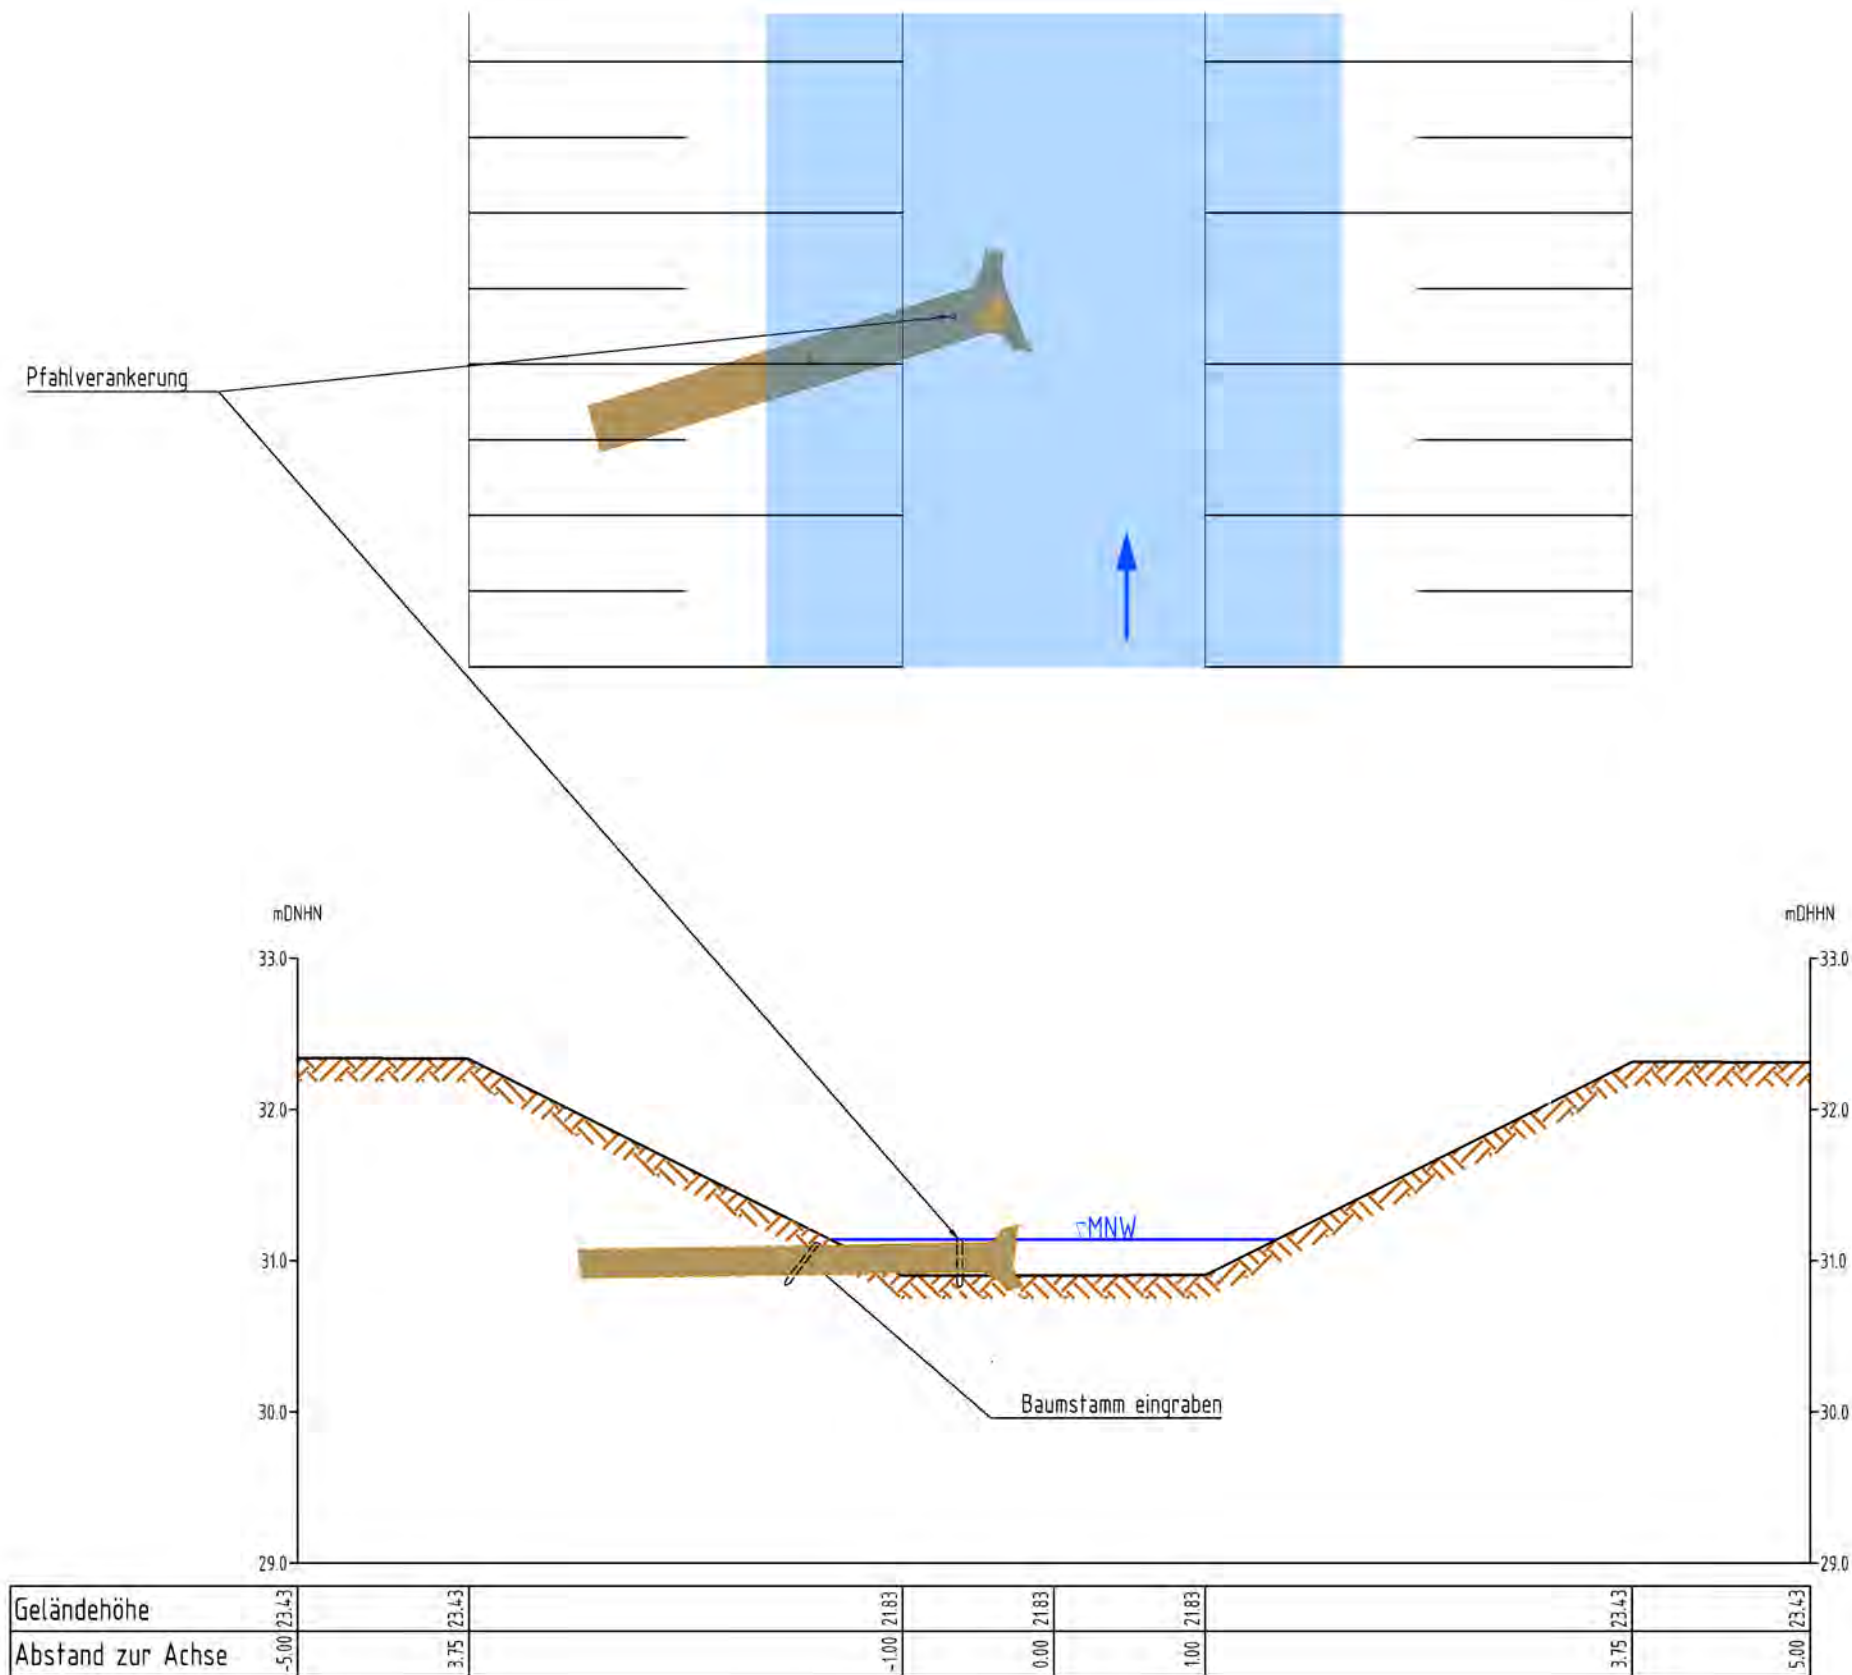 Pfahlverankerung
mDNHN
mDHHN
33.0
33.0
32.0
32.0
MNW
31.0
31.0
Baumstamm eingraben
30.0
30.0
29.0
29.0
Geländehöhe 23.43 23.43 21.83 21.83 21.83 23.43 23.43
Abstand zur Achse -5.00 3.75 -1.00 0.00 1.00 3.75 5.00